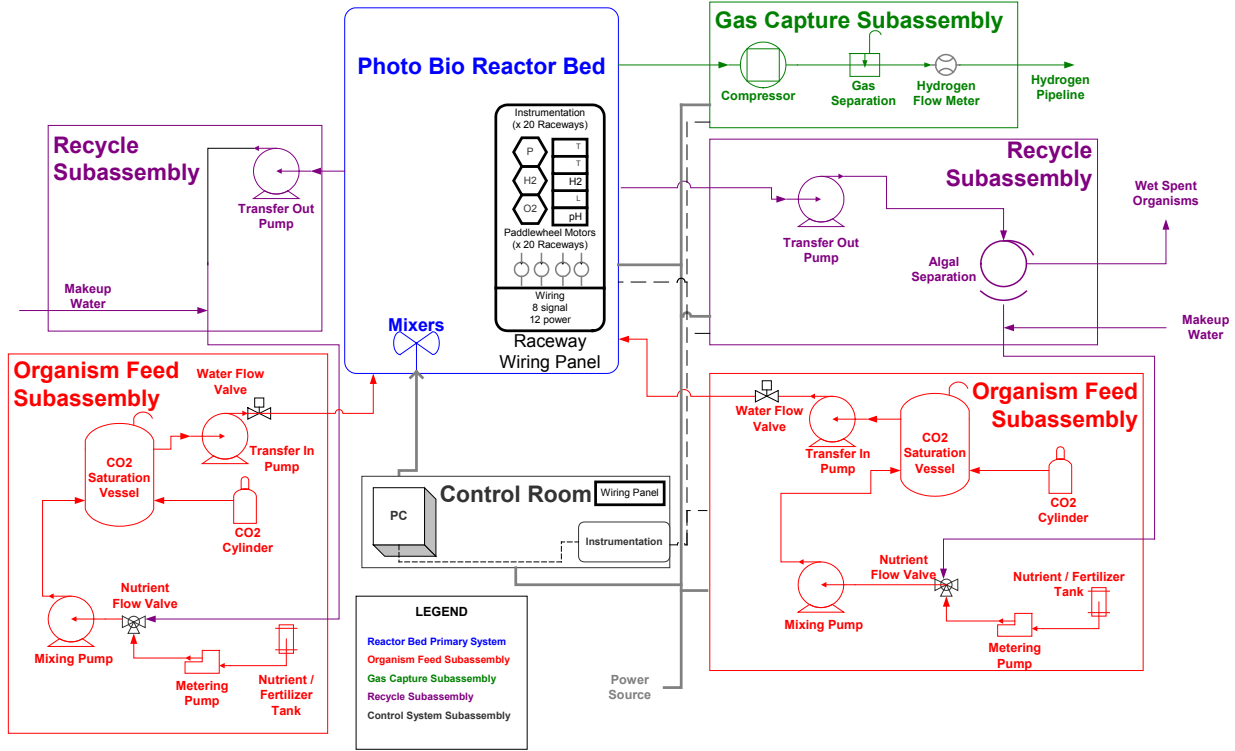 Photo Bio Reactor Bed
Instrumentation
(x 20 Raceways)
P
H2
O2
T
T
H2
L
pH
Paddlewheel Motors
(x 20 Raceways)
Wiring
8 signal
12 power
Raceway
Wiring Panel
Mixers
Gas Capture Subassembly
Compressor
Gas
Separation
Hydrogen
Flow Meter
Hydrogen
Pipeline
Recycle
Subassembly
Transfer Out
Pump
Makeup
Water
Recycle
Subassembly
Transfer Out
Pump
Algal
Separation
Wet Spent
Organisms
Makeup
Water
Organism Feed
Subassembly
Water Flow
Valve
CO2
Saturation
Vessel
Transfer In
Pump
CO2
Cylinder
Nutrient
Flow Valve
Mixing Pump
Metering
Pump
Nutrient /
Fertilizer
Tank
Organism Feed
Subassembly
Water Flow
Valve
Transfer In
Pump
CO2
Saturation
Vessel
CO2
Cylinder
Nutrient
Flow Valve
Nutrient / Fertilizer
Tank
Mixing Pump
Metering
Pump
Control Room
Wiring Panel
PC
Instrumentation
LEGEND
Reactor Bed Primary System
Organism Feed Subassembly
Gas Capture Subassembly
Recycle Subassembly
Control System Subassembly
Power
Source